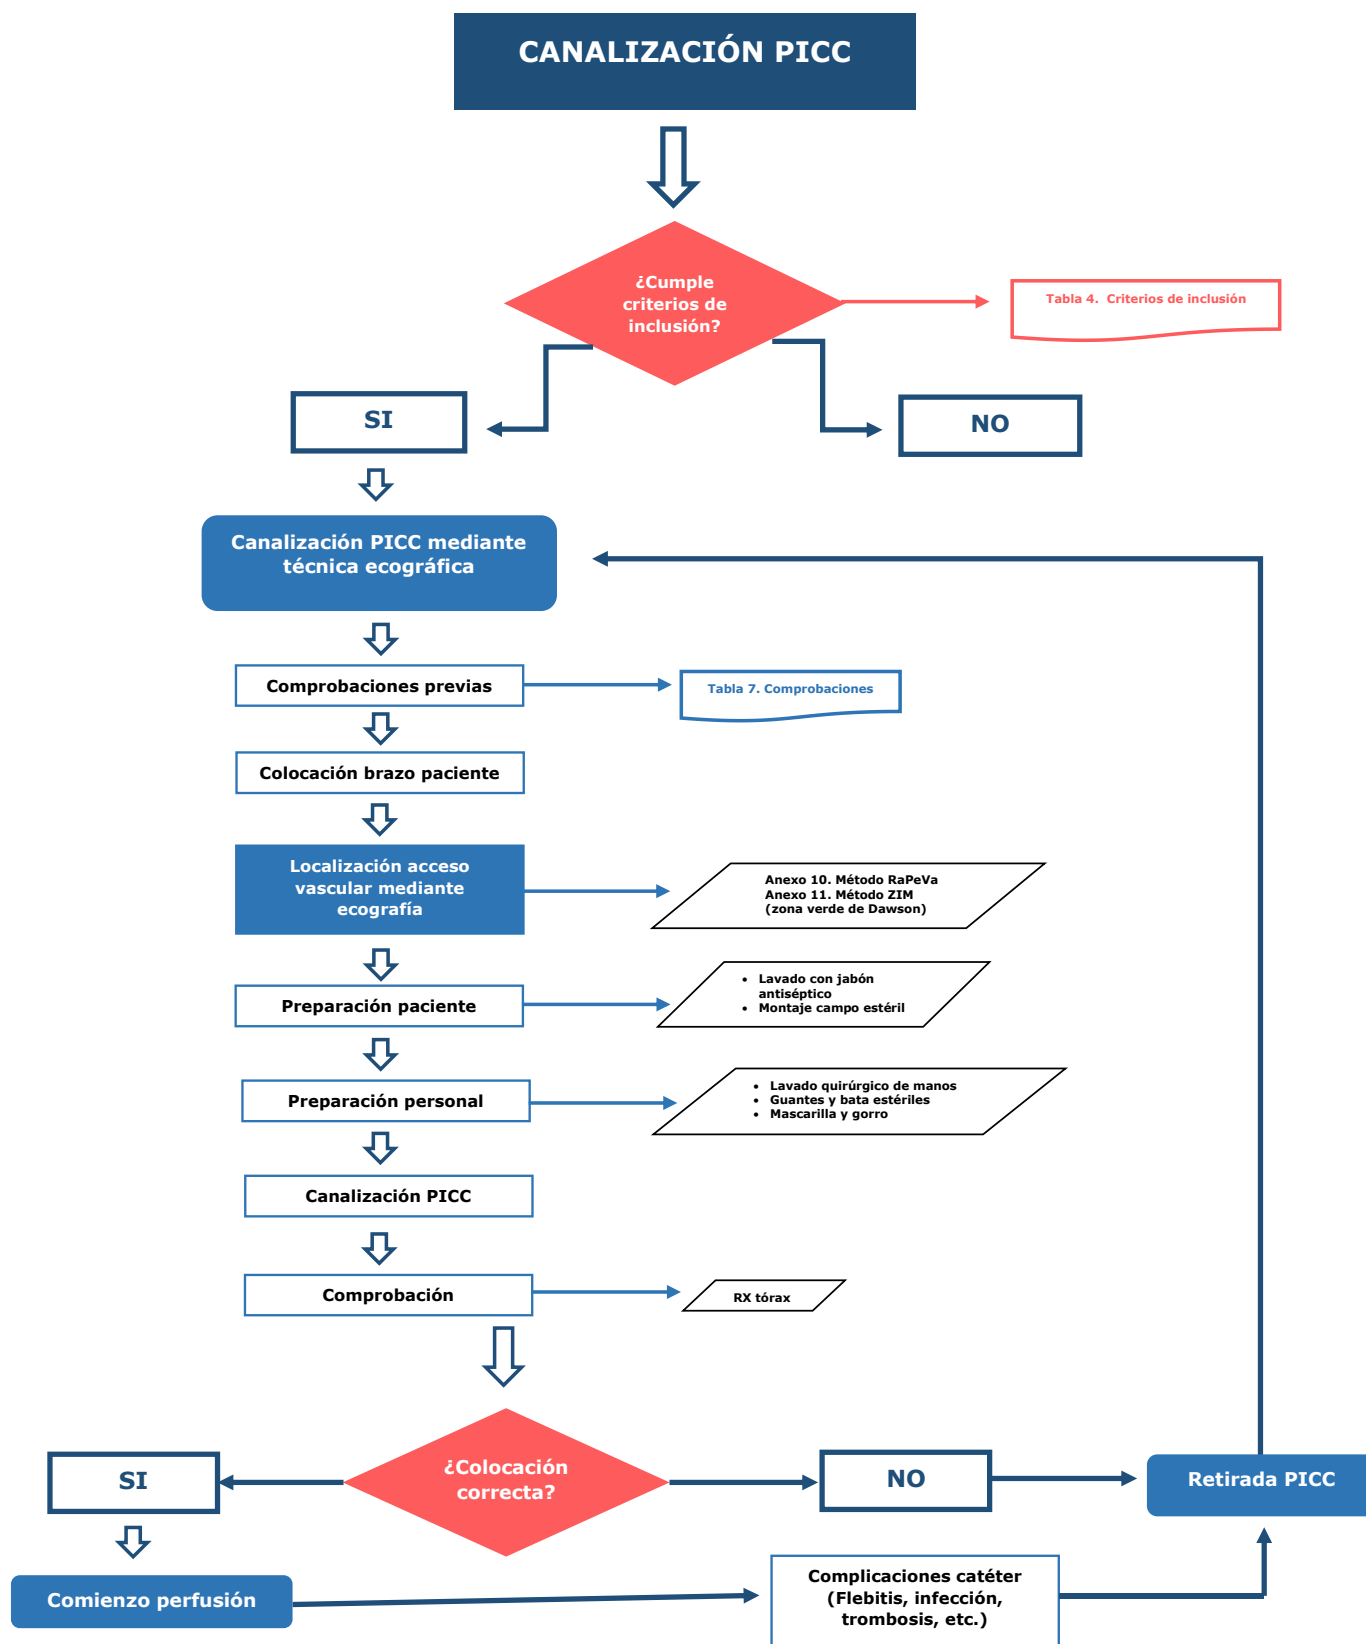 CANALIZACIÓN PICC
¿Cumple
criterios de
inclusión?
Tabla 4.  Criterios de inclusión
SI
NO
Canalización PICC mediante
técnica ecográfica
Comprobaciones previas
Tabla 7. Comprobaciones
Colocación brazo paciente
Localización acceso
vascular mediante
ecografía
Anexo 10. Método RaPeVa
Anexo 11. Método ZIM
(zona verde de Dawson)
Preparación paciente
• Lavado con jabón
antiséptico
• Montaje campo estéril
Preparación personal
• Lavado quirúrgico de manos
• Guantes y bata estériles
• Mascarilla y gorro
Canalización PICC
Comprobación
RX tórax
¿Colocación
correcta?
SI
NO
Retirada PICC
Comienzo perfusión
Complicaciones catéter
(Flebitis, infección,
trombosis, etc.)